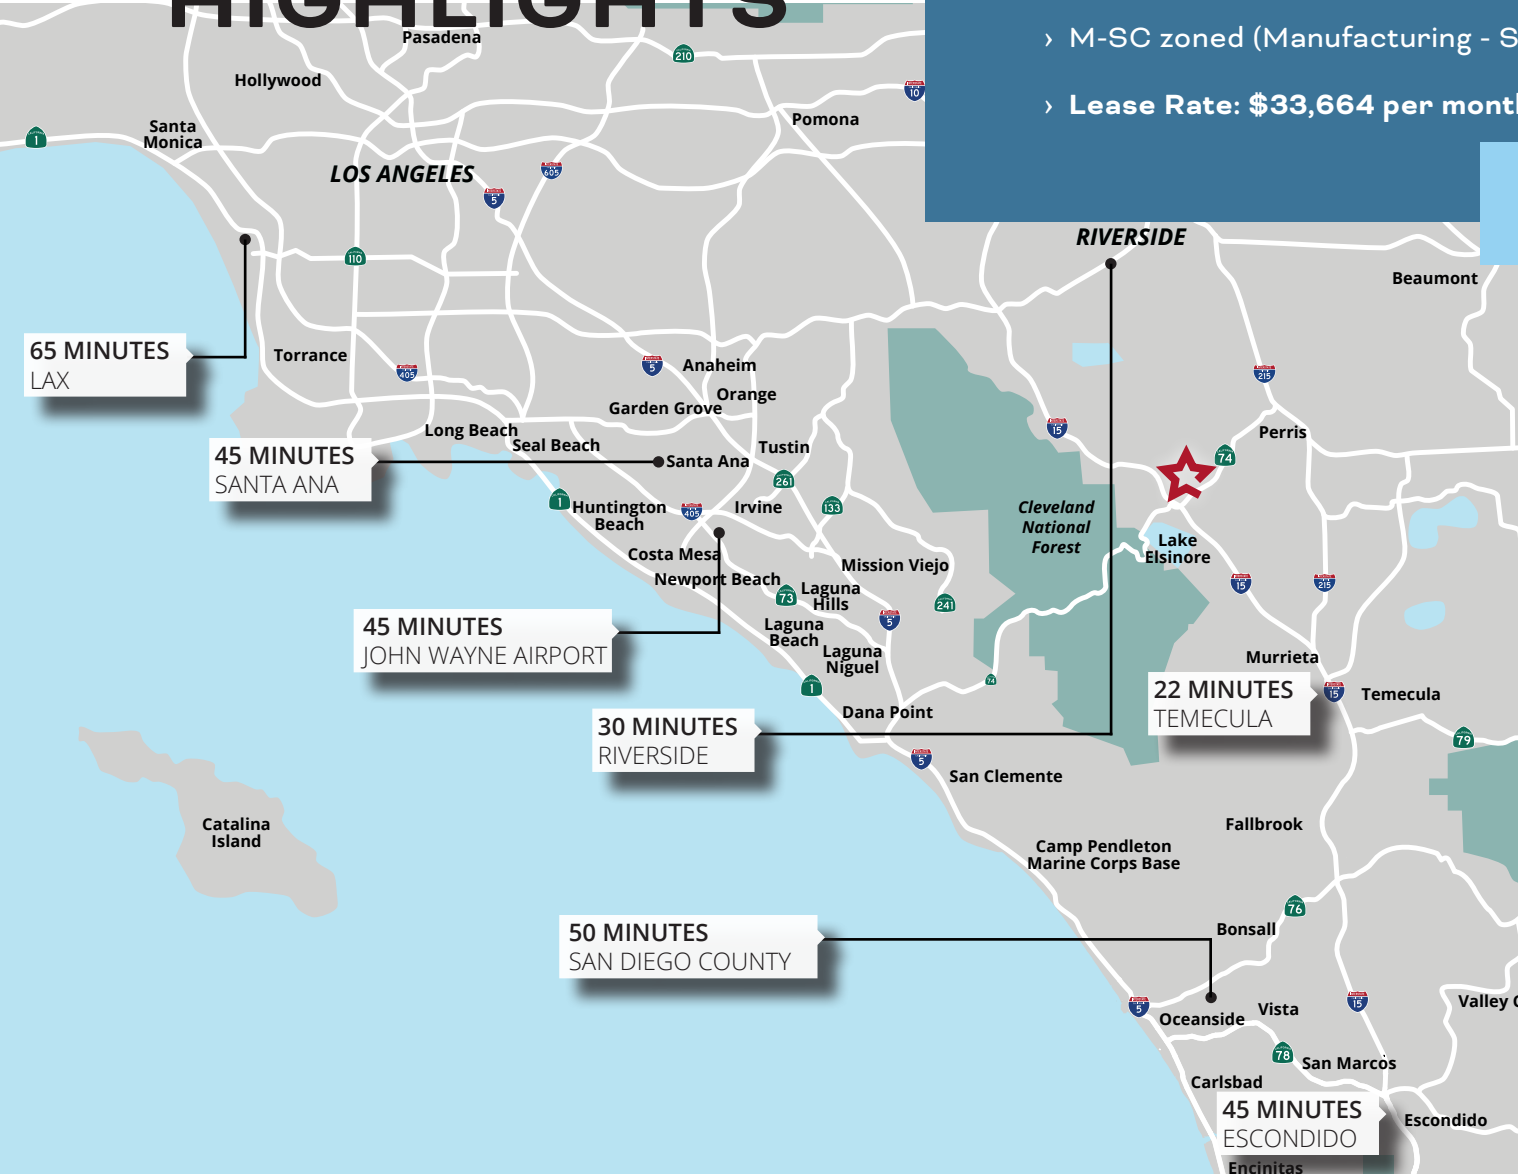 HIGHLIGHTS
› M-SC zoned (Manufacturing - S
› Lease Rate: $33,664 per month
Pasadena
210
Hollywood
10
Pomona
Santa
Monica
1
LOS ANGELES
605
5
110
RIVERSIDE
Beaumont
65 MINUTES
LAX
Torrance
405
5
Anaheim
Orange
Garden Grove
215
15
Perris
74
Long Beach
Seal Beach
Tustin
45 MINUTES
SANTA ANA
Santa Ana
261
1
Huntington
Beach
405
Irvine
133
Cleveland
National
Forest
Lake
Elsinore
Costa Mesa
Newport Beach
Mission Viejo
73
Laguna
Hills
241
15
215
5
Laguna
Beach
Laguna
Niguel
45 MINUTES
JOHN WAYNE AIRPORT
Murrieta
74
1
22 MINUTES
TEMECULA
15
Temecula
Dana Point
30 MINUTES
RIVERSIDE
79
5
San Clemente
Catalina
Island
Fallbrook
Camp Pendleton
Marine Corps Base
76
Bonsall
50 MINUTES
SAN DIEGO COUNTY
5
Oceanside
Vista
15
Valley C
78
San Marcos
Carlsbad
45 MINUTES
ESCONDIDO
Escondido
Encinitas